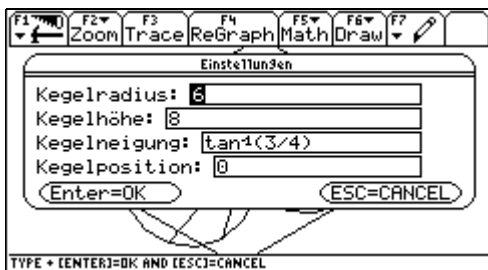 F1 F2 Zoom F3 Trace F4 ReGraph F5 Math F6 Draw F7
Einstellungen
Kegelradius: 6
Kegelhöhe: 8
Kegelneigung: tan⁻¹(3/4)
Kegelposition: 0
Enter=OK ESC=CANCEL
TYPE + [ENTER]=OK AND [ESC]=CANCEL